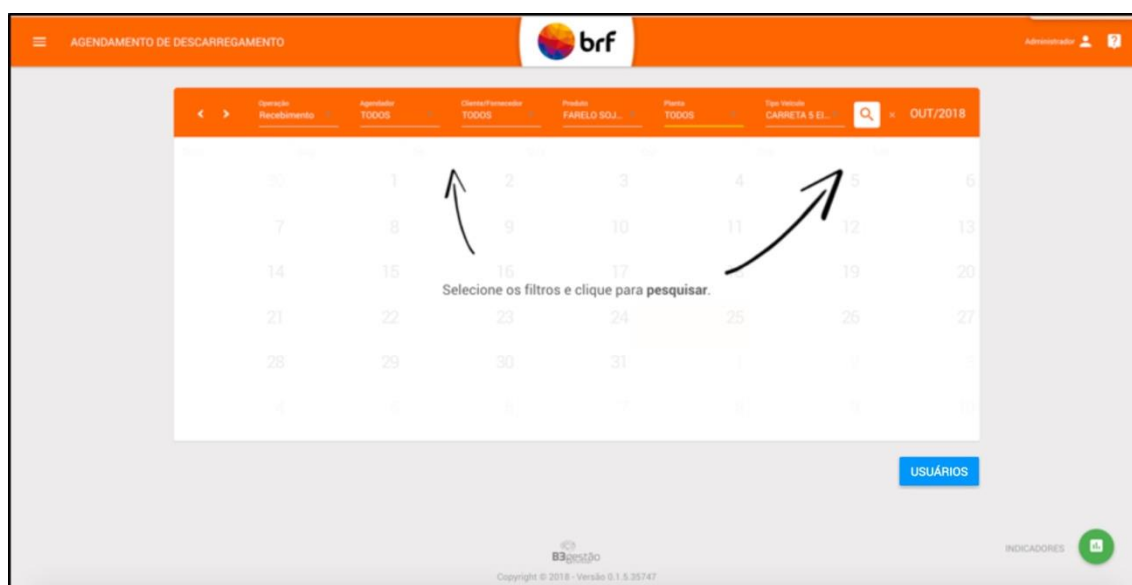 AGENDAMENTO DE DESCARREGAMENTO
brf
Administrador
Operação Agendador Cliente/Fornecedor Produto Planta Tipo Veículo
Recebimento TODOS TODOS FARELO SOJ... TODOS CARRETA 5 EI... × OUT/2018
30 1 2 3 4 5 6
7 8 9 10 11 12 13
14 15 16 17 18 19 20
Selecione os filtros e clique para pesquisar.
21 22 23 24 25 26 27
28 29 30 31
USUÁRIOS
B3gestão
INDICADORES
Copyright © 2018 - Versão 0.1.5.35747